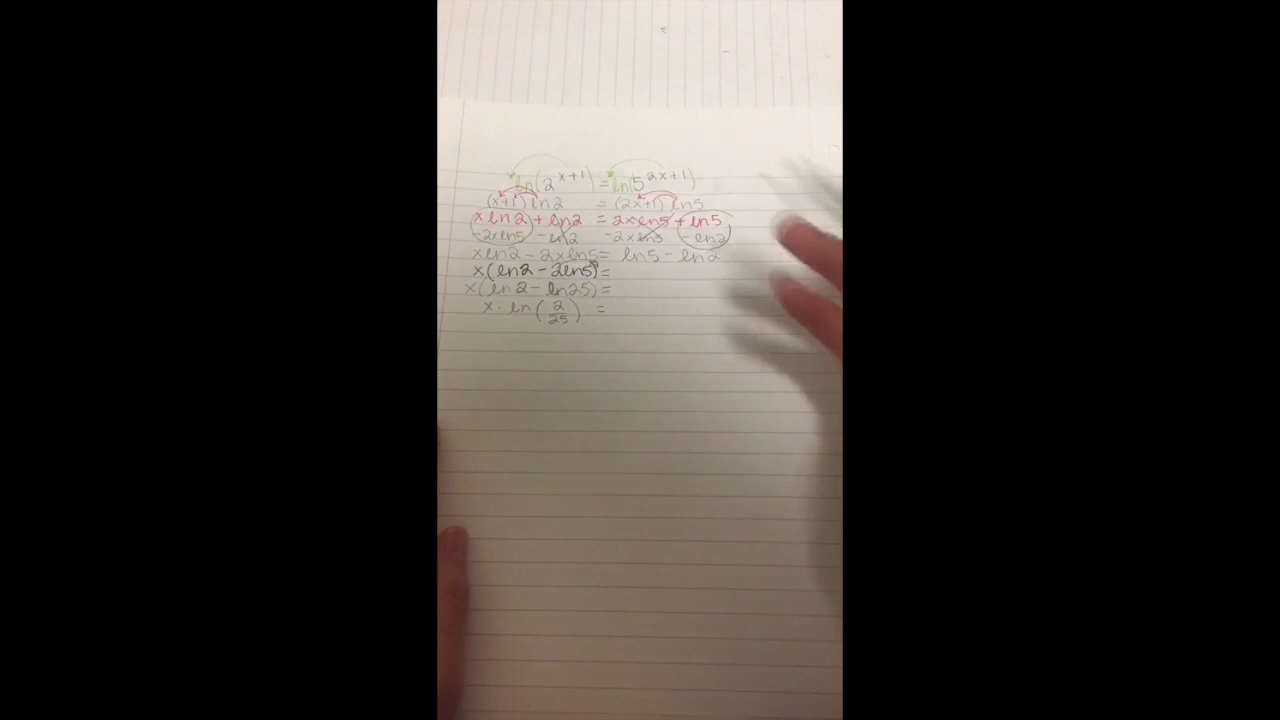 ln(2^{x+1}) = ln(5^{2x+1})
(x+1) ln2 = (2x+1) ln5
x ln2 + ln2 = 2x ln5 + ln5
-2x ln5 - ln2 -2x ln5 - ln2
x ln2 - 2x ln5 = ln5 - ln2
x(ln2 - 2ln5) =
x(ln2 - ln25) =
x · ln(2/25) =